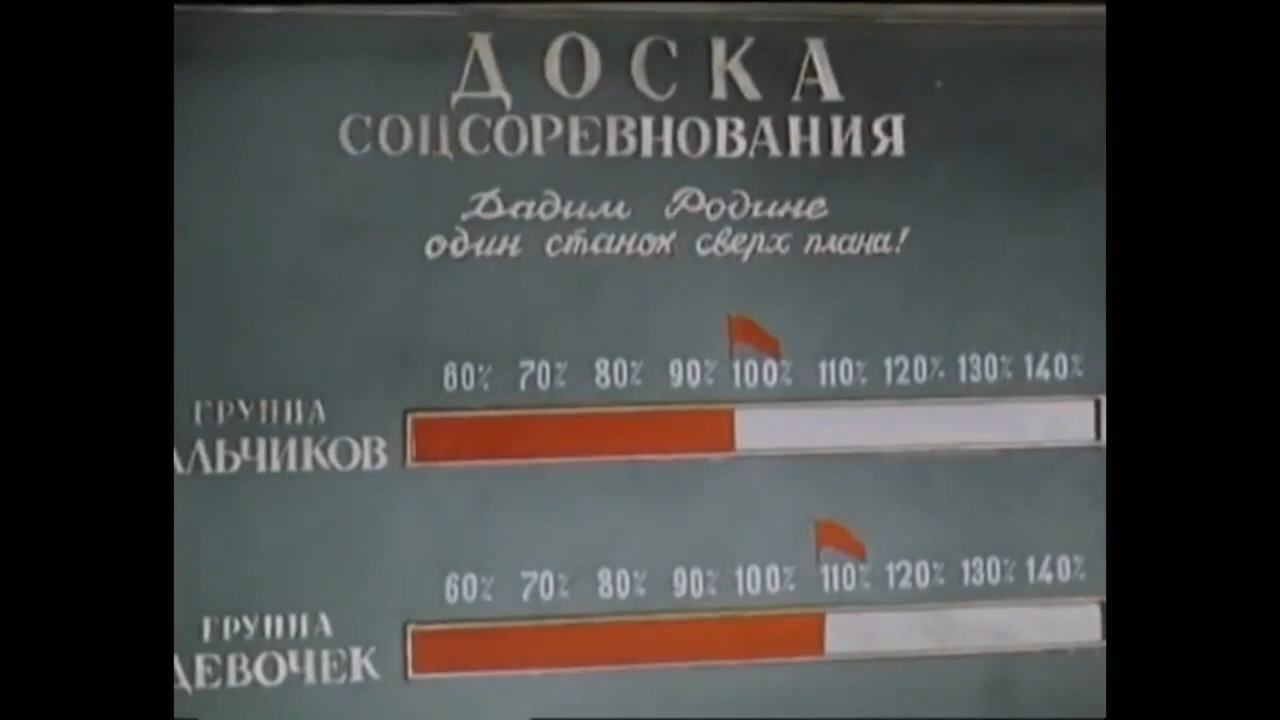 ДОСКА
СОЦСОРЕВНОВАНИЯ
Дадим Родине
один станок сверх плана!
60% 70% 80% 90% 100% 110% 120% 130% 140%
ГРУППА
АЛЬЧИКОВ
60% 70% 80% 90% 100% 110% 120% 130% 140%
ГРУППА
ДЕВОЧЕК